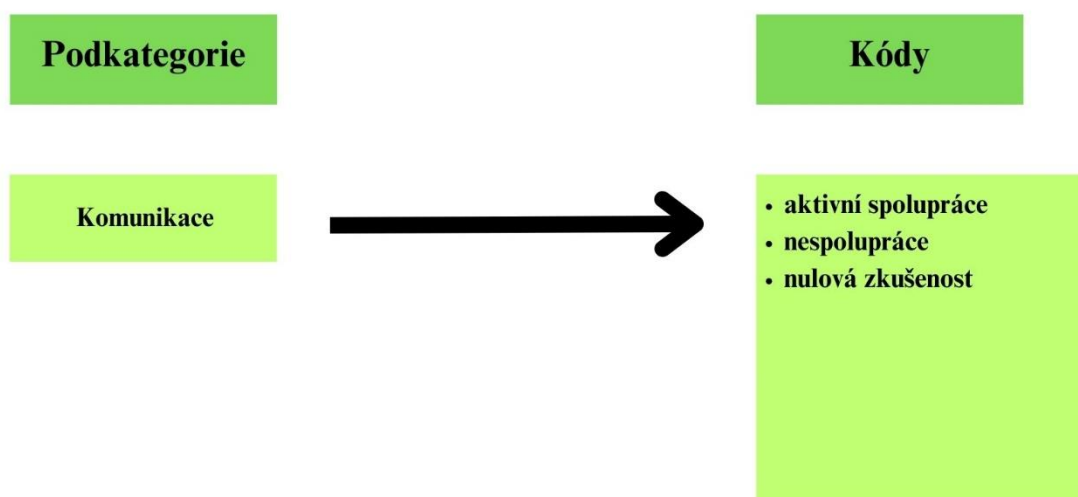 Podkategorie
Kódy
Komunikace
• aktivní spolupráce
• nespolupráce
• nulová zkušenost